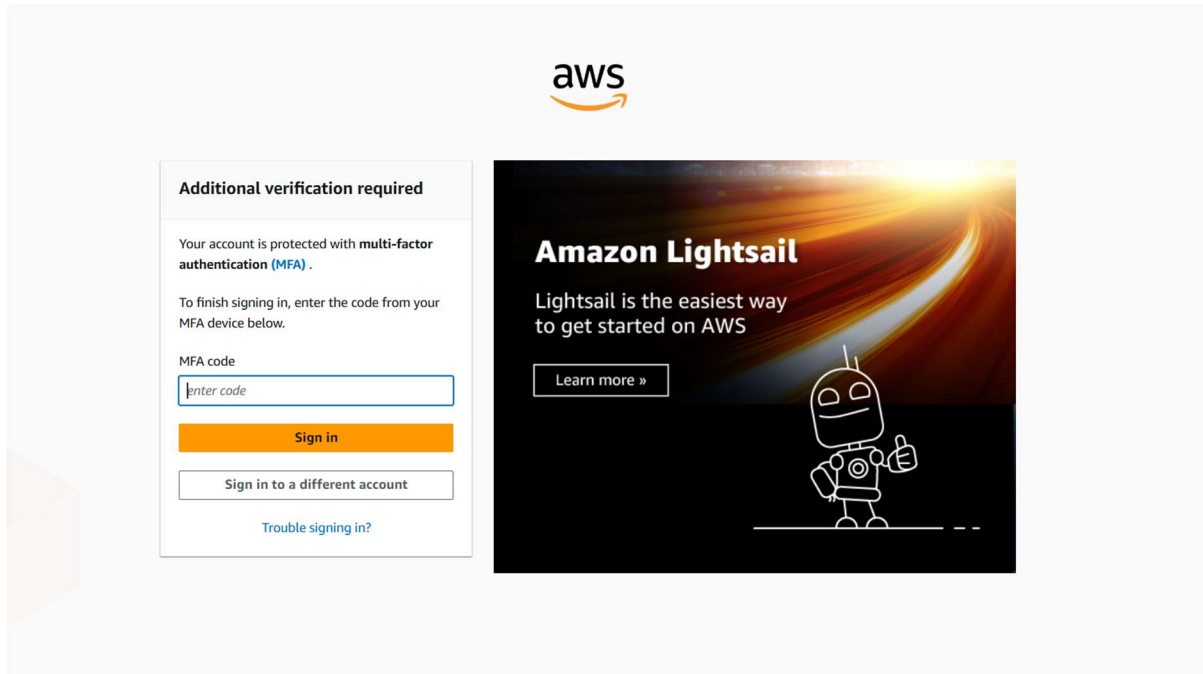 aws
Additional verification required
Your account is protected with multi-factor
authentication (MFA) .
To finish signing in, enter the code from your
MFA device below.
MFA code
enter code
Sign in
Sign in to a different account
Trouble signing in?
Amazon Lightsail
Lightsail is the easiest way
to get started on AWS
Learn more »